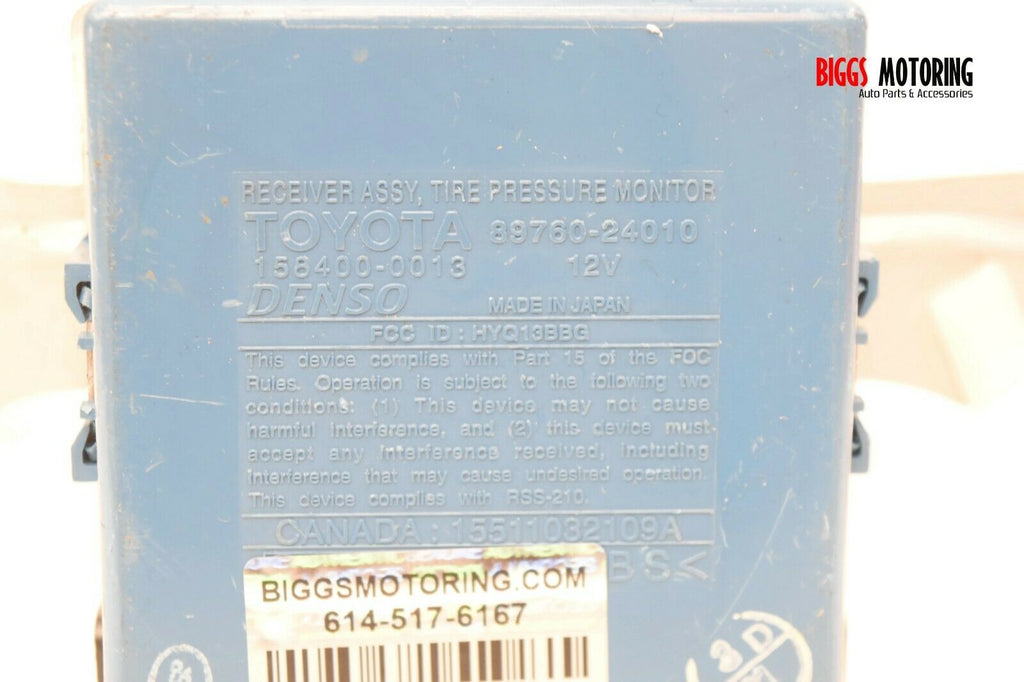 BIGGS MOTORING
Auto Parts & Accessories
RECEIVER ASSY, TIRE PRESSURE MONITOR
TOYOTA 89760-24010
156400-0013 12V
DENSO MADE IN JAPAN
FCC ID : HYQ13BBG
This device complies with Part 15 of the FCC
Rules. Operation is subject to the following two
conditions: (1) This device may not cause
harmful interference, and (2) this device must
accept any interference received, including
interference that may cause undesired operation.
This device complies with RSS-210.
CANADA : 15511032109A
BS<
BIGGSMOTORING.COM
614-517-6167
3 D